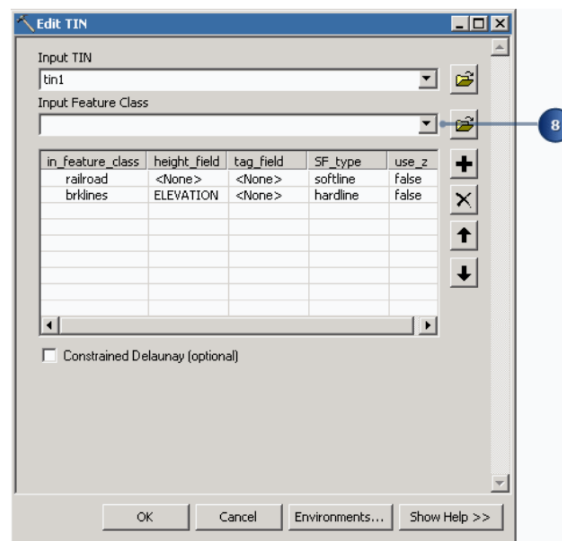 Edit TIN
Input TIN
tin1
Input Feature Class
8
in_feature_class height_field tag_field SF_type use_z
railroad <None> <None> softline false
brklines ELEVATION <None> hardline false
Constrained Delaunay (optional)
OK Cancel Environments... Show Help >>